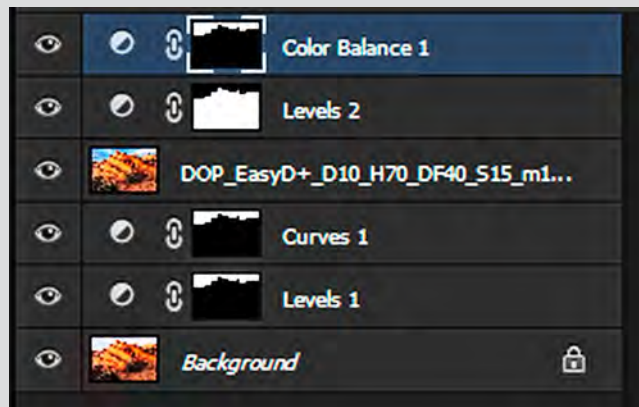 Color Balance 1
Levels 2
DOP_EasyD+_D10_H70_DF40_S15_m1...
Curves 1
Levels 1
Background